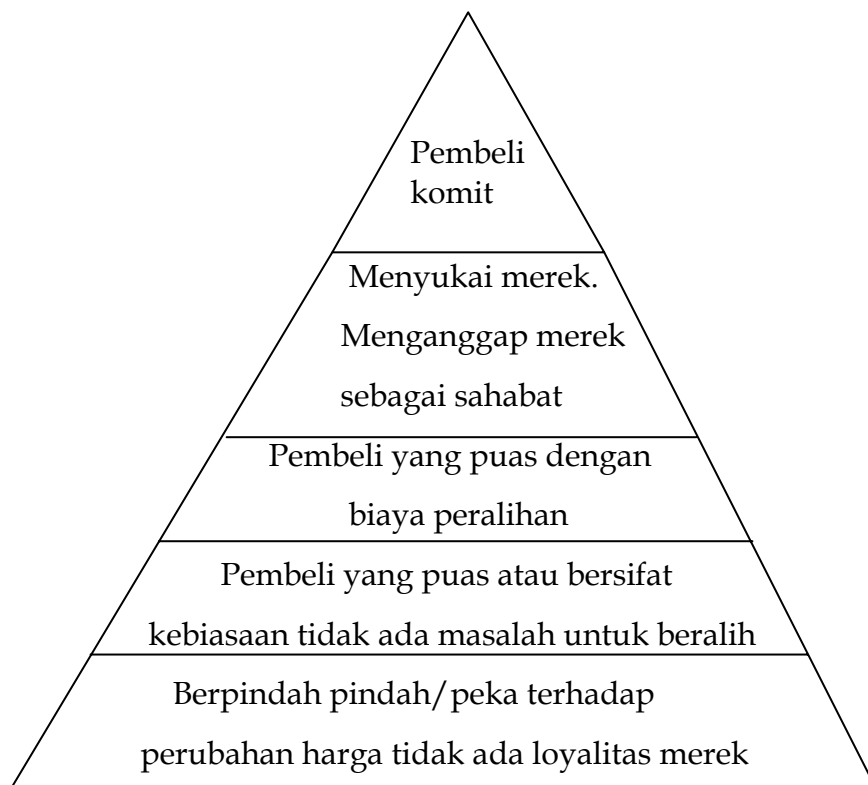 Pembeli
komit
Menyukai merek.
Menganggap merek
sebagai sahabat
Pembeli yang puas dengan
biaya peralihan
Pembeli yang puas atau bersifat
kebiasaan tidak ada masalah untuk beralih
Berpindah pindah/peka terhadap
perubahan harga tidak ada loyalitas merek